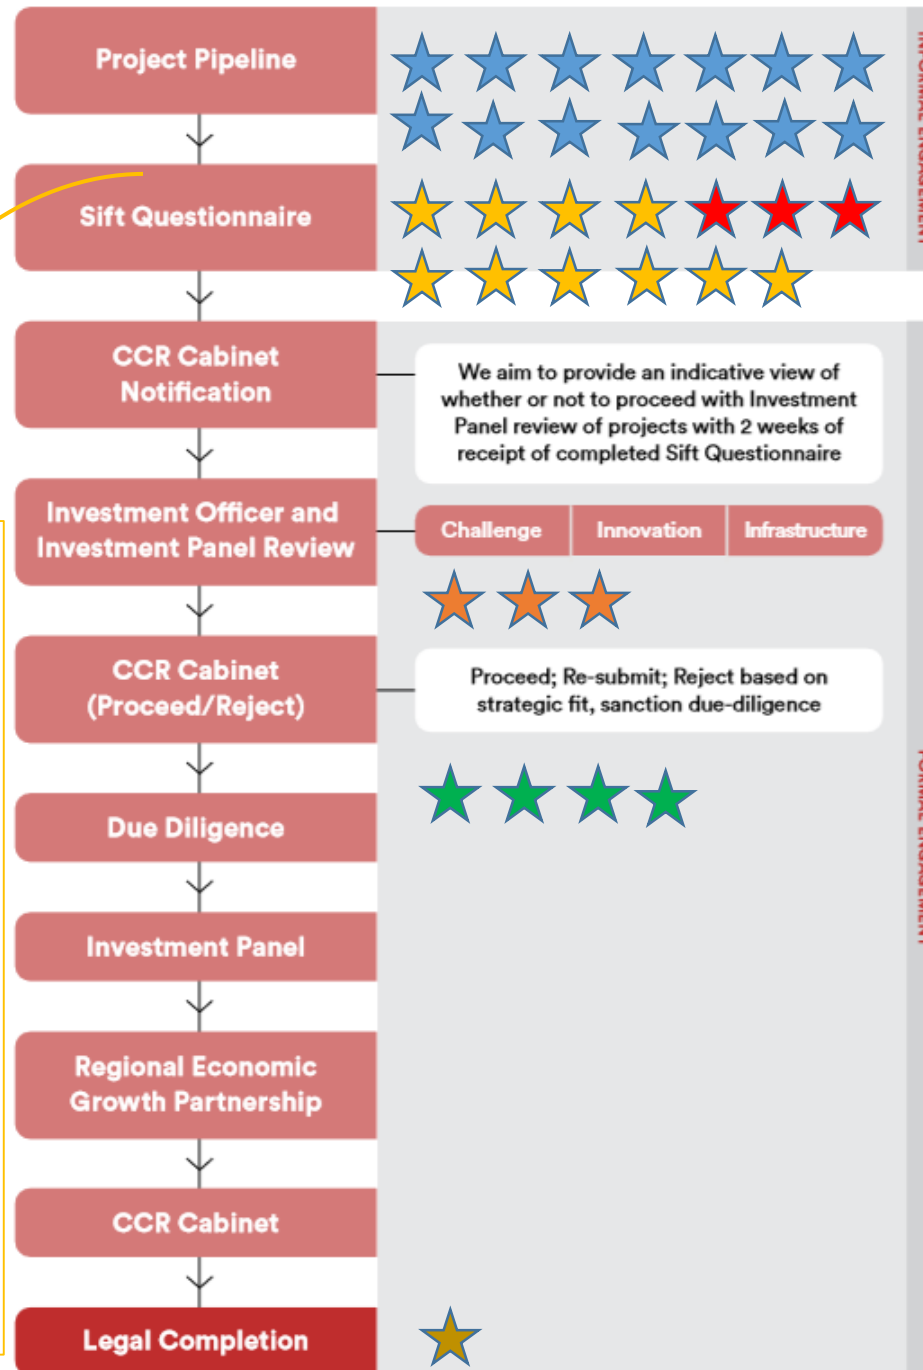 Project Pipeline
Sift Questionnaire
CCR Cabinet
Notification
We aim to provide an indicative view of
whether or not to proceed with Investment
Panel review of projects with 2 weeks of
receipt of completed Sift Questionnaire
Investment Officer and
Investment Panel Review
Challenge
Innovation
Infrastructure
CCR Cabinet
(Proceed/Reject)
Proceed; Re-submit; Reject based on
strategic fit, sanction due-diligence
Due Diligence
Investment Panel
Regional Economic
Growth Partnership
CCR Cabinet
Legal Completion